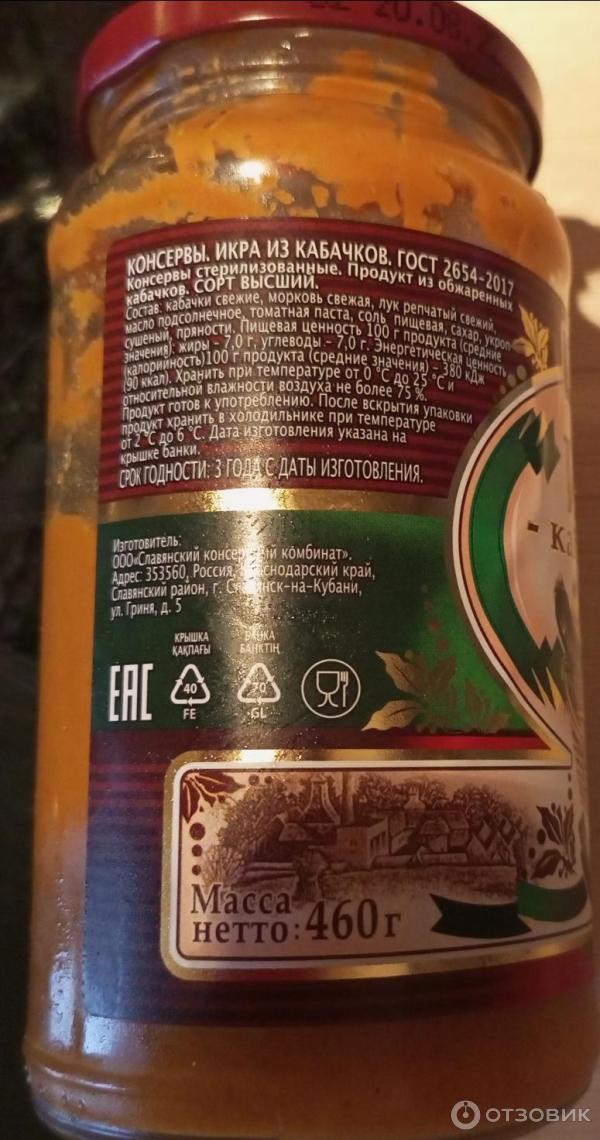 20.08.2
КОНСЕРВЫ. ИКРА ИЗ КАБАЧКОВ. ГОСТ 2654-2017
Консервы стерилизованные. Продукт из обжаренных
кабачков. СОРТ ВЫСШИЙ.
Состав: кабачки свежие, морковь свежая, лук репчатый свежий,
масло подсолнечное, томатная паста, соль пищевая, сахар, укроп
сушеный, пряности. Пищевая ценность 100 г продукта (средние
значения): жиры - 7,0 г, углеводы - 7,0 г. Энергетическая ценность
(калорийность)100 г продукта (средние значения) - 380 кДж
(90 ккал). Хранить при температуре от 0 °С до 25 °С и
относительной влажности воздуха не более 75 %.
Продукт готов к употреблению. После вскрытия упаковки
продукт хранить в холодильнике при температуре
от 2 °С до 6 °С. Дата изготовления указана на
крышке банки.
СРОК ГОДНОСТИ: 3 ГОДА С ДАТЫ ИЗГОТОВЛЕНИЯ.
- ка
Изготовитель:
ООО«Славянский консервный комбинат».
Адрес: 353560, Россия, Краснодарский край,
Славянский район, г. Славянск-на-Кубани,
ул. Гриня, д. 5
КРЫШКА БАНКА
ҚАҚПАҒЫ БАНКТІҢ
EAC 40 70
FE GL
Масса
нетто: 460 г
ОТЗОВИК